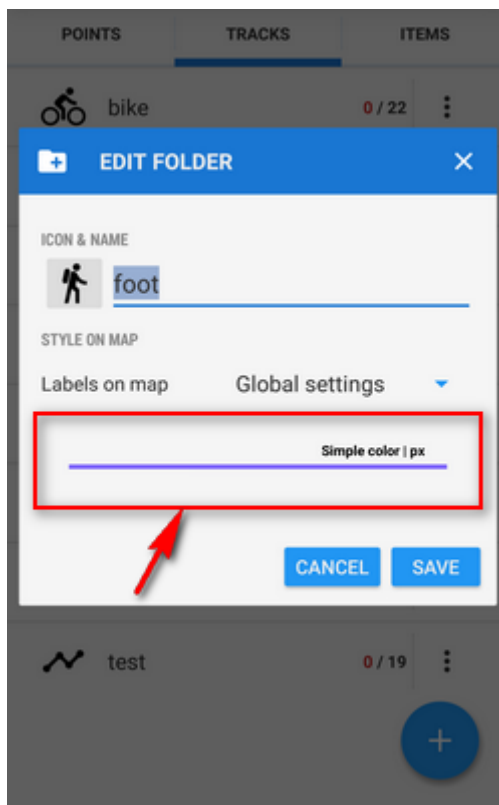 POINTS TRACKS ITEMS
bike 0 / 22
EDIT FOLDER
ICON & NAME
foot
STYLE ON MAP
Labels on map Global settings
Simple color | px
CANCEL SAVE
test 0 / 19